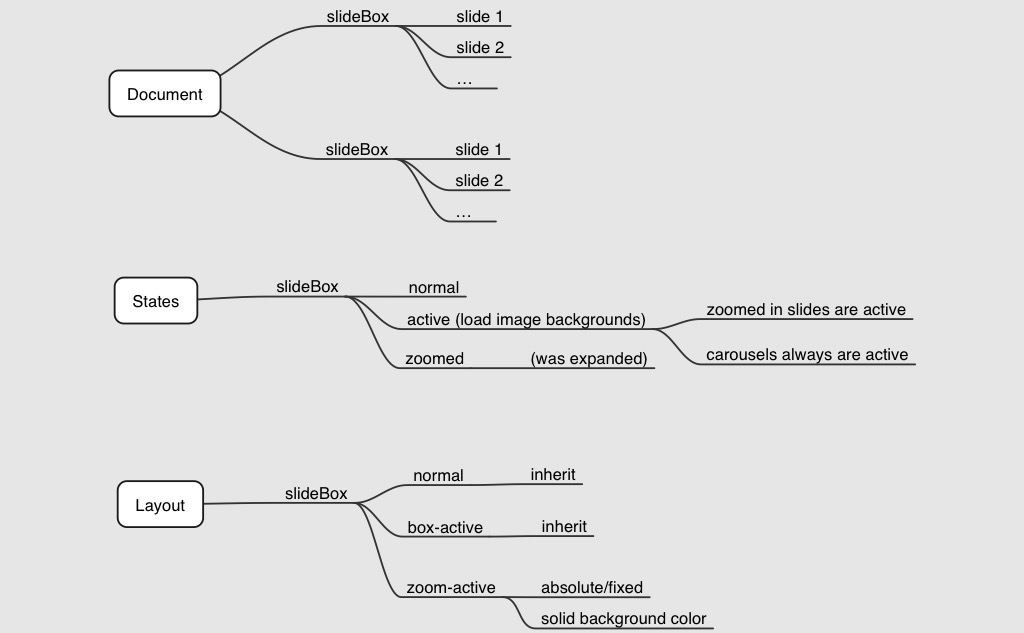 slideBox
slide 1
slide 2
...
Document
slideBox
slide 1
slide 2
...
States
slideBox
normal
active (load image backgrounds)
zoomed in slides are active
carousels always are active
zoomed (was expanded)
Layout
slideBox
normal inherit
box-active inherit
zoom-active absolute/fixed
solid background color